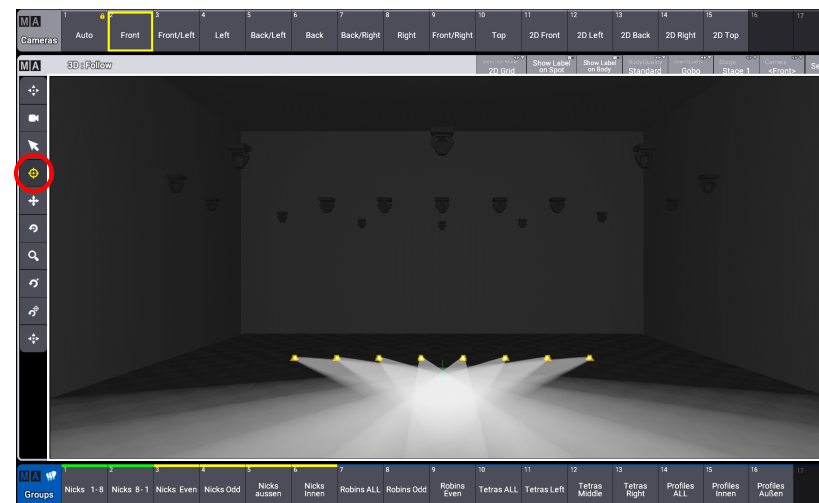 MA
Cameras
1
Auto
2
Front
3
Front/Left
4
Left
5
Back/Left
6
Back
7
Back/Right
8
Right
9
Front/Right
10
Top
11
2D Front
12
2D Left
13
2D Back
14
2D Right
15
2D Top
16
17
MA
3D : Follow
2D Grid
Show Label
on Spot
Show Label
on Body
BodyQuality
Standard
Gobo
Stage
Stage 1
Camera
<Front>
Se
MA
Groups
1
Nicks 1-8
2
Nicks 8-1
3
Nicks Even
4
Nicks Odd
5
Nicks
aussen
6
Nicks
Innen
7
Robins ALL
8
Robins Odd
9
Robins
Even
10
Tetras ALL
11
Tetras Left
12
Tetras
Middle
13
Tetras
Right
14
Profiles
ALL
15
Profiles
Innen
16
Profiles
Außen
17